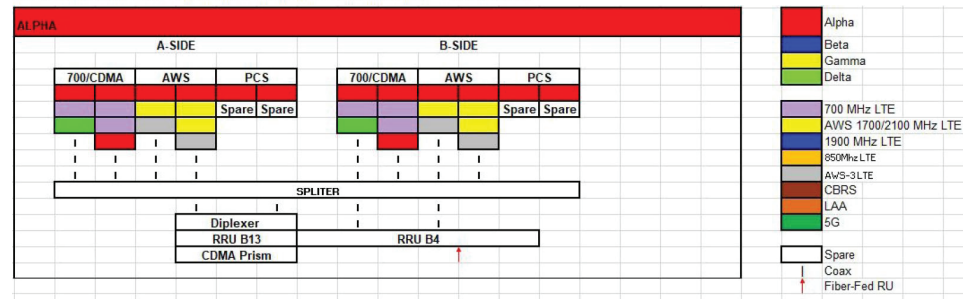 ALPHA
A-SIDE B-SIDE
700/CDMA AWS PCS 700/CDMA AWS PCS
Spare Spare Spare Spare
SPLITER
Diplexer
RRU B13 RRU B4
CDMA Prism
Alpha
Beta
Gamma
Delta
700 MHz LTE
AWS 1700/2100 MHz LTE
1900 MHz LTE
850Mhz LTE
AWS-3 LTE
CBRS
LAA
5G
Spare
Coax
Fiber-Fed RU